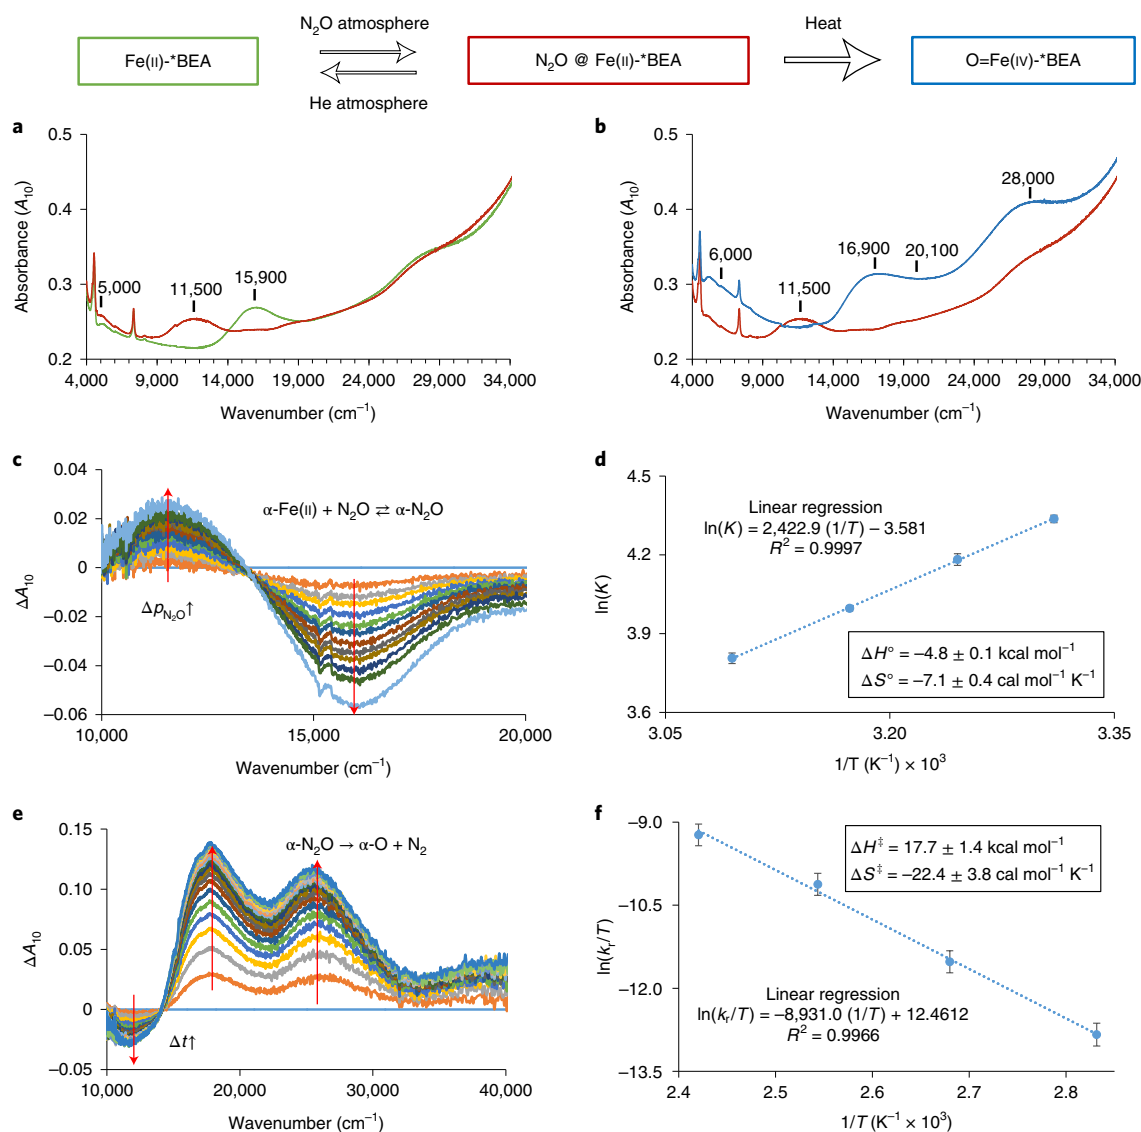 N₂O atmosphere
Heat
Fe(II)-*BEA
N₂O @ Fe(II)-*BEA
O=Fe(IV)-*BEA
He atmosphere
a
0.5
0.4
0.3
0.2
Absorbance (A₁₀)
5,000
11,500
15,900
4,000 9,000 14,000 19,000 24,000 29,000 34,000
Wavenumber (cm⁻¹)
b
0.5
0.4
0.3
0.2
Absorbance (A₁₀)
28,000
6,000
16,900
20,100
11,500
4,000 9,000 14,000 19,000 24,000 29,000 34,000
Wavenumber (cm⁻¹)
c
0.04
0.02
0
−0.02
−0.04
−0.06
ΔA₁₀
α-Fe(II) + N₂O ⇄ α-N₂O
Δp_N₂O↑
10,000 15,000 20,000
Wavenumber (cm⁻¹)
d
4.5
4.2
3.9
3.6
ln(K)
Linear regression
ln(K) = 2,422.9 (1/T) − 3.581
R² = 0.9997
ΔH° = −4.8 ± 0.1 kcal mol⁻¹
ΔS° = −7.1 ± 0.4 cal mol⁻¹ K⁻¹
3.05 3.20 3.35
1/T (K⁻¹) × 10³
e
0.15
0.10
0.05
0
−0.05
ΔA₁₀
α-N₂O → α-O + N₂
Δt↑
10,000 20,000 30,000 40,000
Wavenumber (cm⁻¹)
f
−9.0
−10.5
−12.0
−13.5
ln(kᵣ/T)
ΔH‡ = 17.7 ± 1.4 kcal mol⁻¹
ΔS‡ = −22.4 ± 3.8 cal mol⁻¹ K⁻¹
Linear regression
ln(kᵣ/T) = −8,931.0 (1/T) + 12.4612
R² = 0.9966
2.4 2.6 2.7 2.8
1/T (K⁻¹ × 10³)